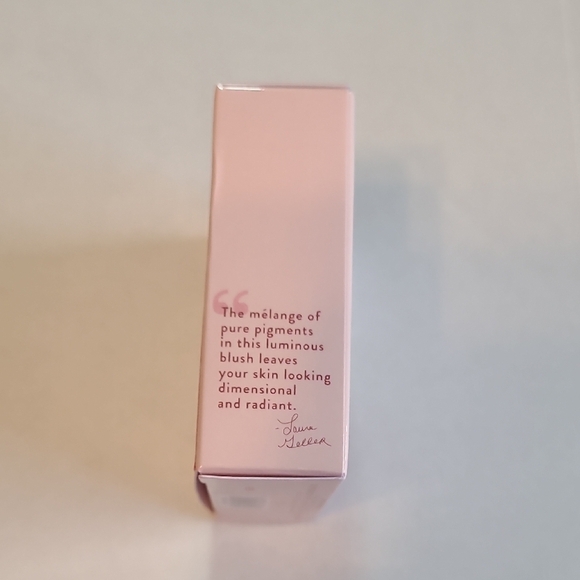 “
The mélange of
pure pigments
in this luminous
blush leaves
your skin looking
dimensional
and radiant.
-Laura
Geller